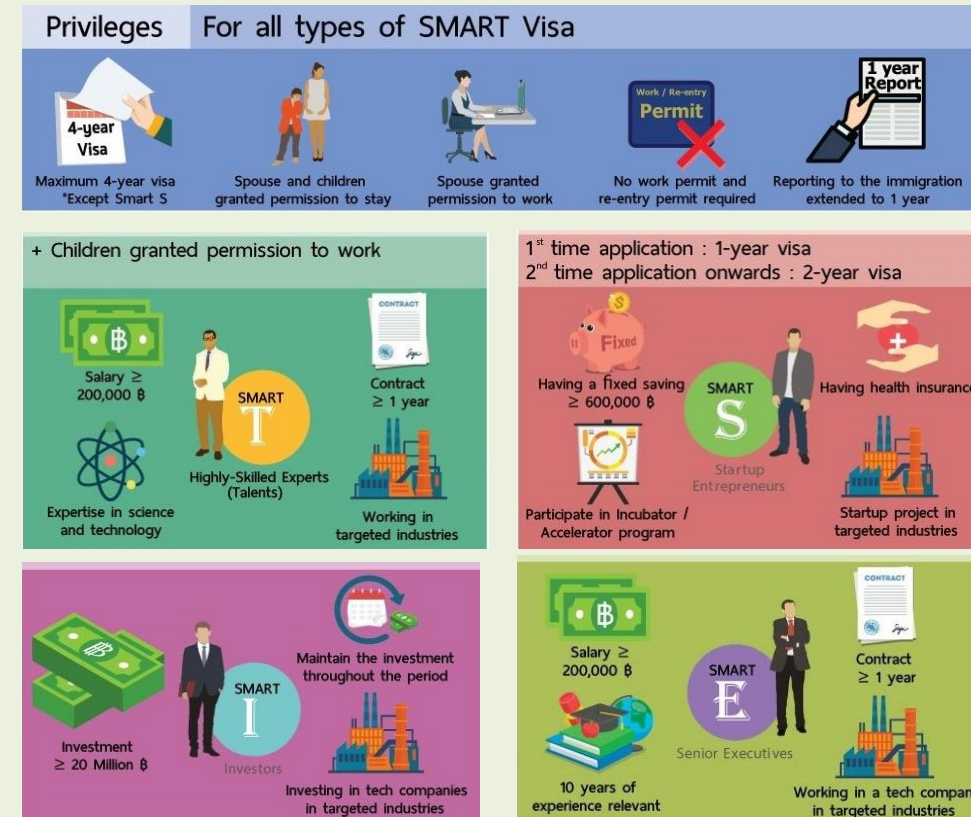 Privileges For all types of SMART Visa
4-year
Visa
Maximum 4-year visa
*Except Smart S
Spouse and children
granted permission to stay
Spouse granted
permission to work
Work / Re-entry
Permit
No work permit and
re-entry permit required
1 year
Report
Reporting to the immigration
extended to 1 year
+ Children granted permission to work
฿
Salary ≥
200,000 ฿
CONTRACT
Contract
≥ 1 year
SMART
T
Highly-Skilled Experts
(Talents)
Expertise in science
and technology
Working in
targeted industries
1st time application : 1-year visa
2nd time application onwards : 2-year visa
$
Fixed
Having a fixed saving
≥ 600,000 ฿
SMART
S
Startup
Entrepreneurs
Having health insurance
Participate in Incubator /
Accelerator program
Startup project in
targeted industries
฿
Investment
≥ 20 Million ฿
SMART
I
Investors
Maintain the investment
throughout the period
Investing in tech companies
in targeted industries
฿
Salary ≥
200,000 ฿
SMART
E
Senior Executives
CONTRACT
Contract
≥ 1 year
10 years of
experience relevant
Working in a tech compan
in targeted industries